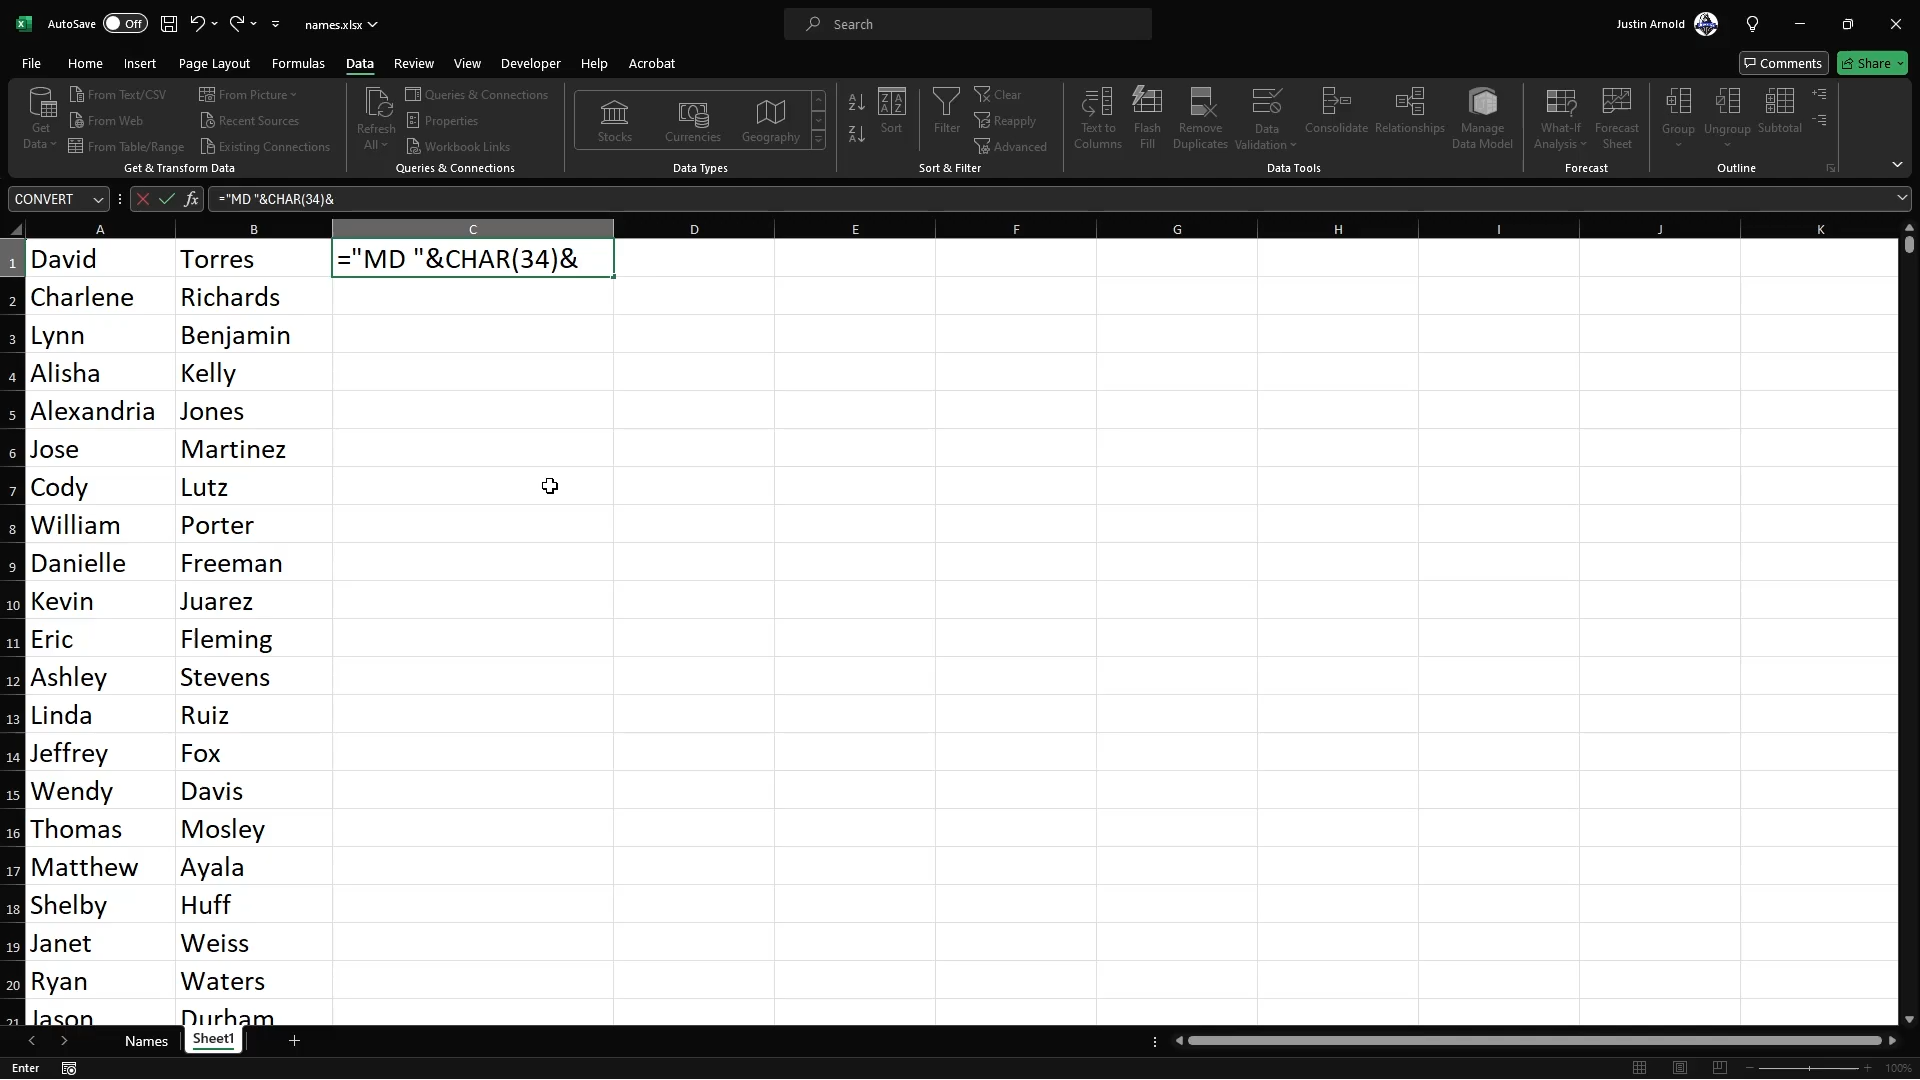 AutoSave Off names.xlsx Search Justin Arnold
File Home Insert Page Layout Formulas Data Review View Developer Help Acrobat Comments Share
Get Data
From Text/CSV
From Web
From Table/Range
From Picture
Recent Sources
Existing Connections
Get & Transform Data
Refresh All
Queries & Connections
Properties
Workbook Links
Queries & Connections
Stocks Currencies Geography
Data Types
Sort
Filter
Clear
Reapply
Advanced
Sort & Filter
Text to Columns
Flash Fill
Remove Duplicates
Data Validation
Consolidate
Relationships
Manage Data Model
Data Tools
What-If Analysis
Forecast Sheet
Forecast
Group
Ungroup
Subtotal
Outline
CONVERT fx ="MD "&CHAR(34)&
A B C D E F G H I J K
1 David Torres ="MD "&CHAR(34)&
2 Charlene Richards
3 Lynn Benjamin
4 Alisha Kelly
5 Alexandria Jones
6 Jose Martinez
7 Cody Lutz
8 William Porter
9 Danielle Freeman
10 Kevin Juarez
11 Eric Fleming
12 Ashley Stevens
13 Linda Ruiz
14 Jeffrey Fox
15 Wendy Davis
16 Thomas Mosley
17 Matthew Ayala
18 Shelby Huff
19 Janet Weiss
20 Ryan Waters
21 Jason Durham
Names Sheet1
Enter 100%